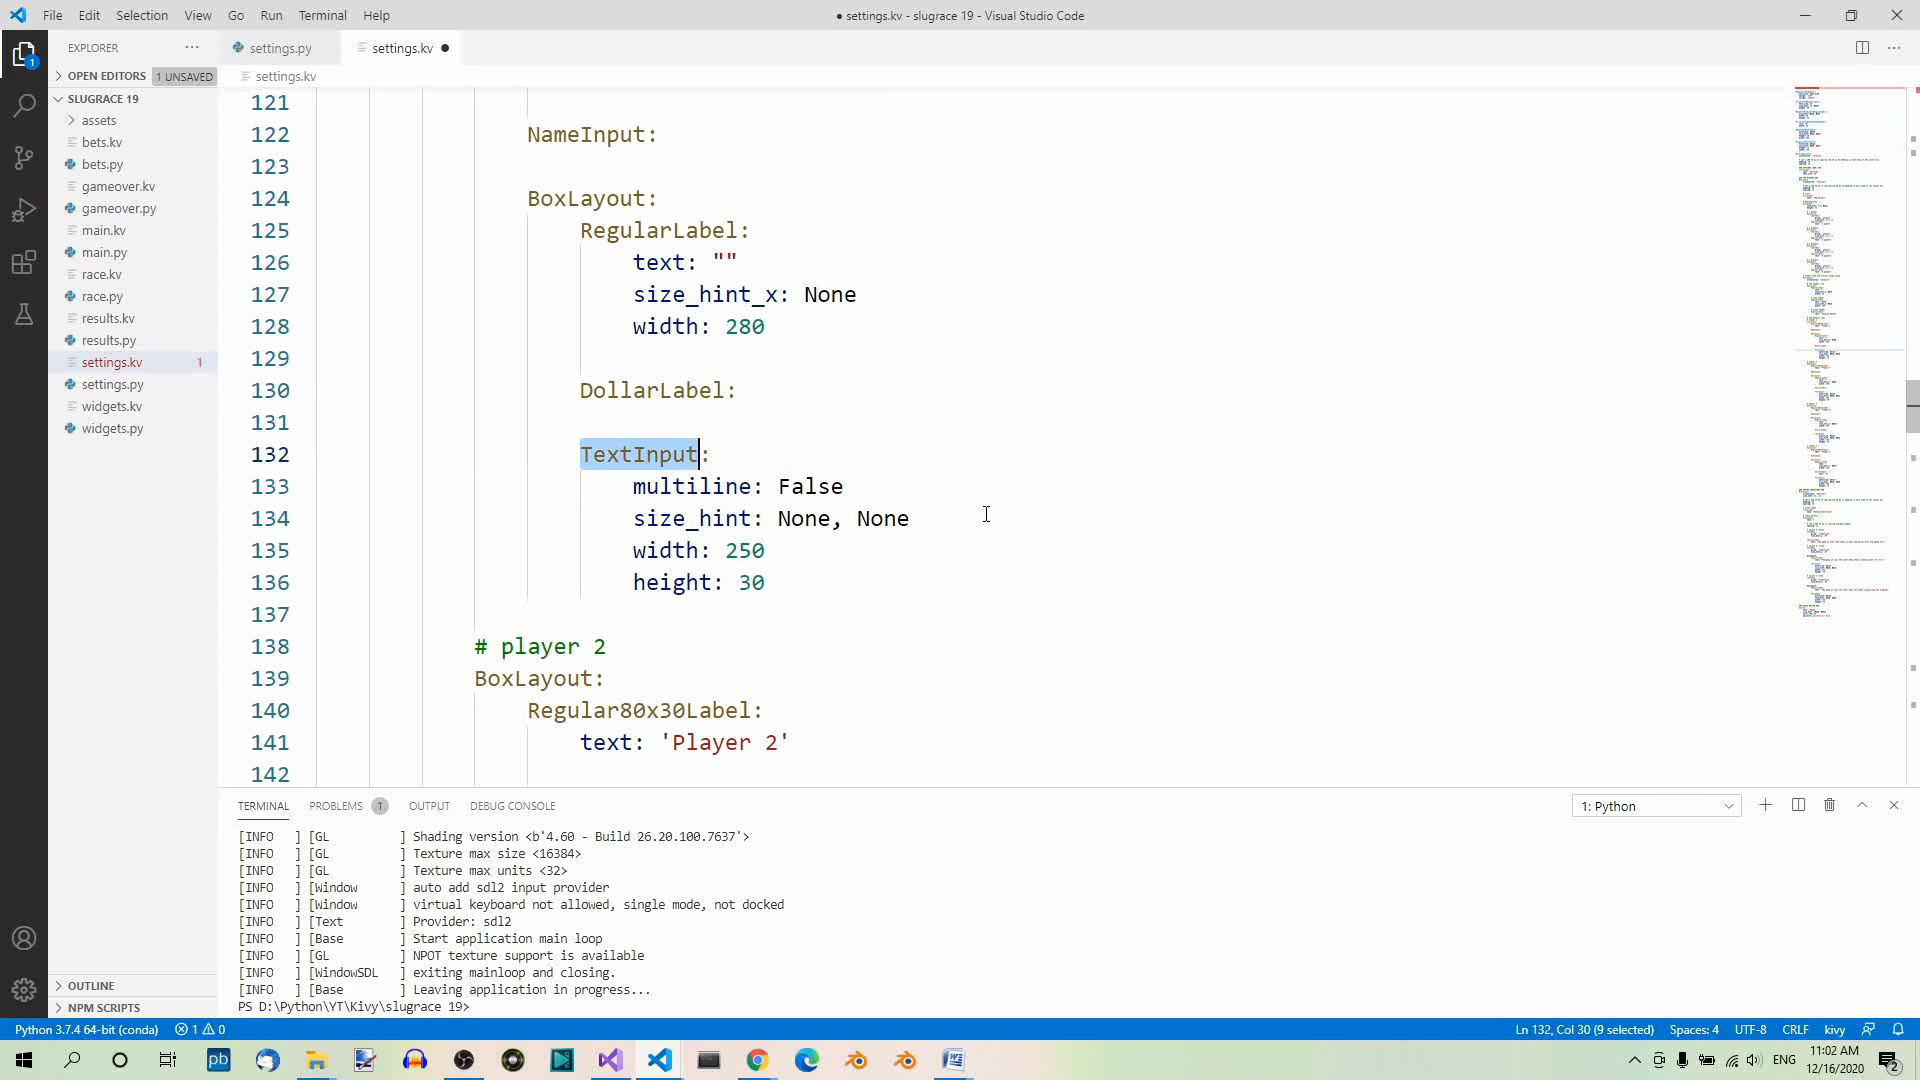 File Edit Selection View Go Run Terminal Help
● settings.kv - slugrace 19 - Visual Studio Code
EXPLORER
settings.py
settings.kv ●
OPEN EDITORS 1 UNSAVED
settings.kv
SLUGRACE 19
assets
bets.kv
bets.py
gameover.kv
gameover.py
main.kv
main.py
race.kv
race.py
results.kv
results.py
settings.kv 1
settings.py
widgets.kv
widgets.py
OUTLINE
NPM SCRIPTS
1
121
122 NameInput:
123
124 BoxLayout:
125 RegularLabel:
126 text: ""
127 size_hint_x: None
128 width: 280
129
130 DollarLabel:
131
132 TextInput:
133 multiline: False
134 size_hint: None, None
135 width: 250
136 height: 30
137
138 # player 2
139 BoxLayout:
140 Regular80x30Label:
141 text: 'Player 2'
142
TERMINAL PROBLEMS 1 OUTPUT DEBUG CONSOLE
1: Python
[INFO ] [GL ] Shading version <b'4.60 - Build 26.20.100.7637'>
[INFO ] [GL ] Texture max size <16384>
[INFO ] [GL ] Texture max units <32>
[INFO ] [Window ] auto add sdl2 input provider
[INFO ] [Window ] virtual keyboard not allowed, single mode, not docked
[INFO ] [Text ] Provider: sdl2
[INFO ] [Base ] Start application main loop
[INFO ] [GL ] NPOT texture support is available
[INFO ] [WindowSDL ] exiting mainloop and closing.
[INFO ] [Base ] Leaving application in progress...
PS D:\Python\YT\Kivy\slugrace 19>
Python 3.7.4 64-bit (conda) 1 0
Ln 132, Col 30 (9 selected) Spaces: 4 UTF-8 CRLF kivy
pb
ENG
11:02 AM
12/16/2020
2